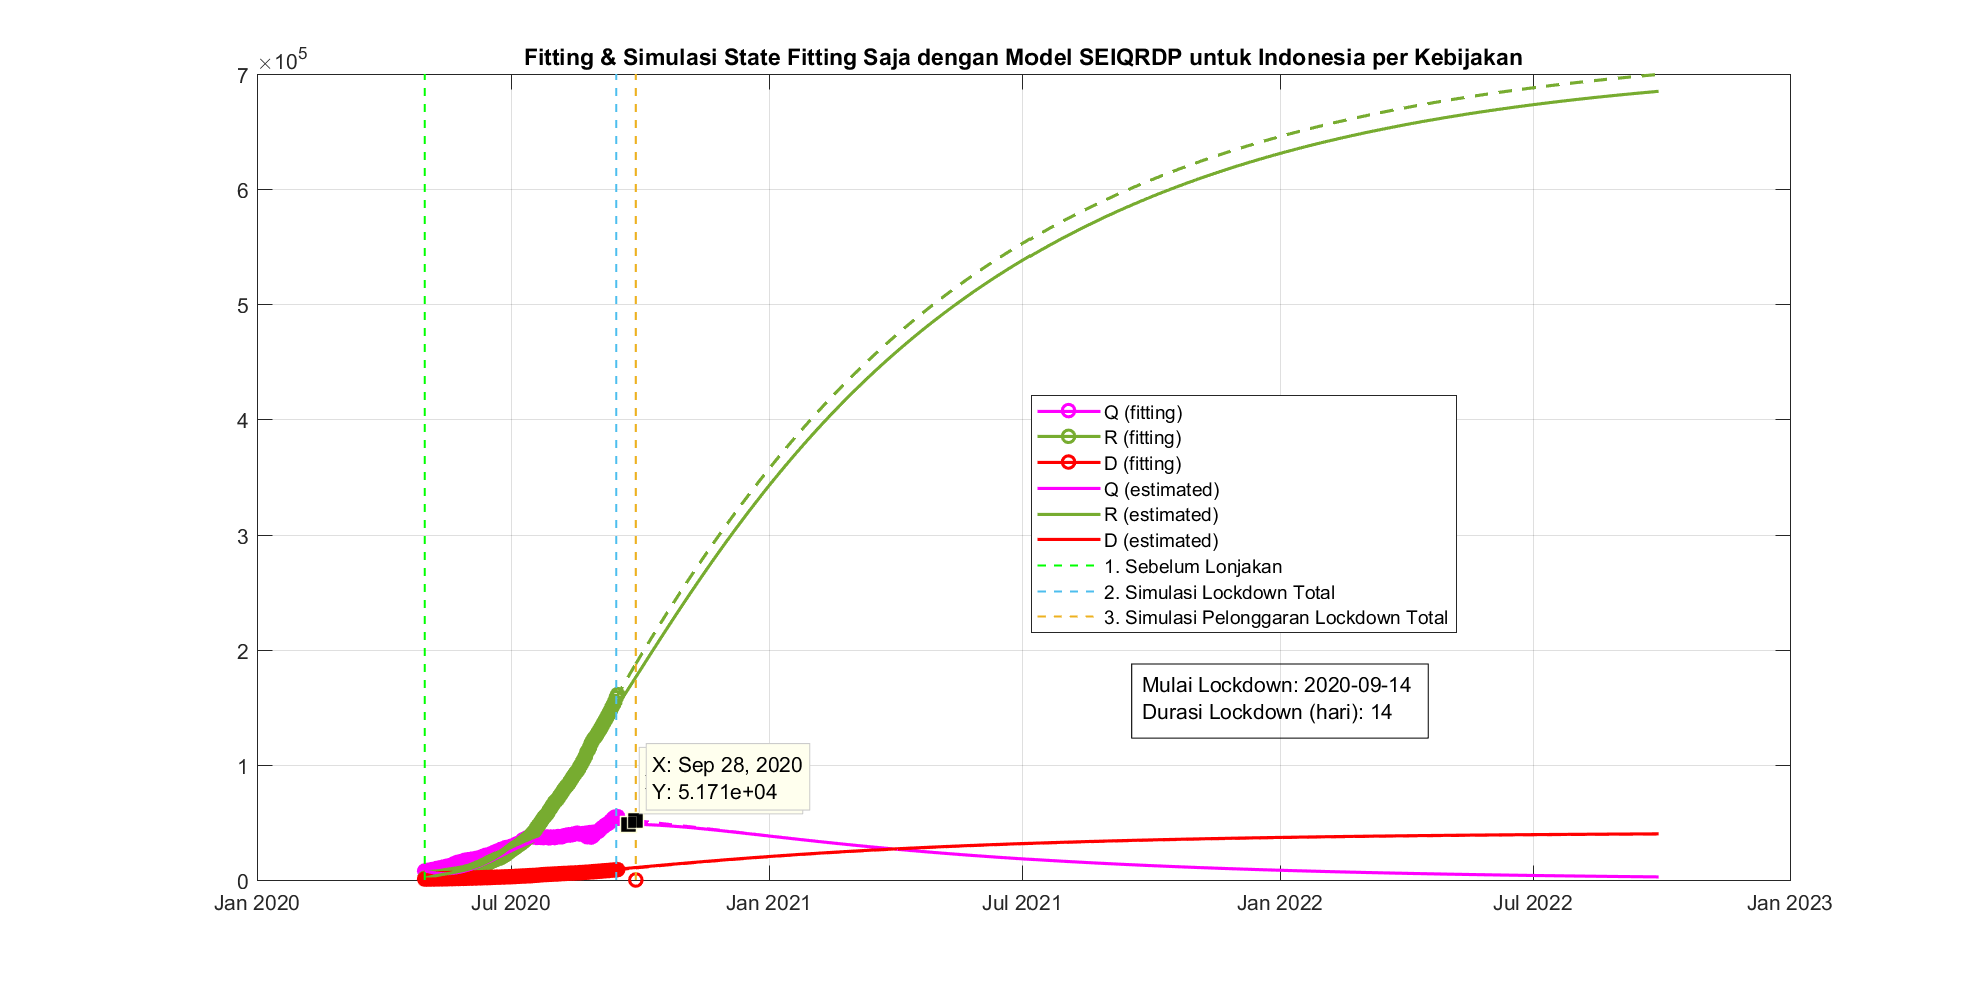 Fitting & Simulasi State Fitting Saja dengan Model SEIQRDP untuk Indonesia per Kebijakan
×10^5
7
6
5
4
3
2
1
0
Q (fitting)
R (fitting)
D (fitting)
Q (estimated)
R (estimated)
D (estimated)
1. Sebelum Lonjakan
2. Simulasi Lockdown Total
3. Simulasi Pelonggaran Lockdown Total
Mulai Lockdown: 2020-09-14
Durasi Lockdown (hari): 14
X: Sep 28, 2020
Y: 5.171e+04
Jan 2020 Jul 2020 Jan 2021 Jul 2021 Jan 2022 Jul 2022 Jan 2023